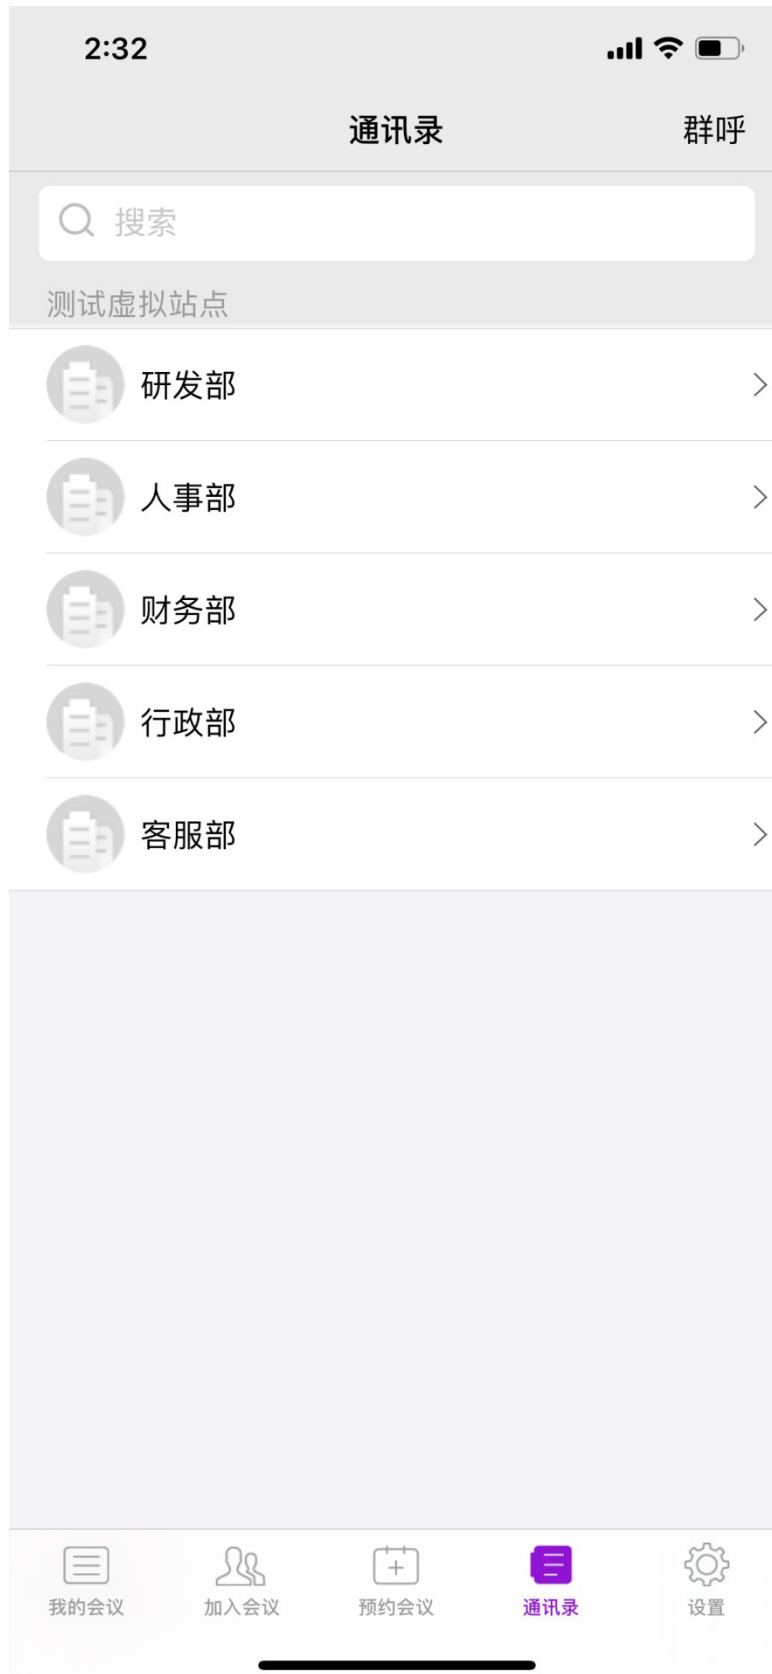 2:32
通讯录 群呼
搜索
测试虚拟站点
研发部
人事部
财务部
行政部
客服部
我的会议 加入会议 预约会议 通讯录 设置